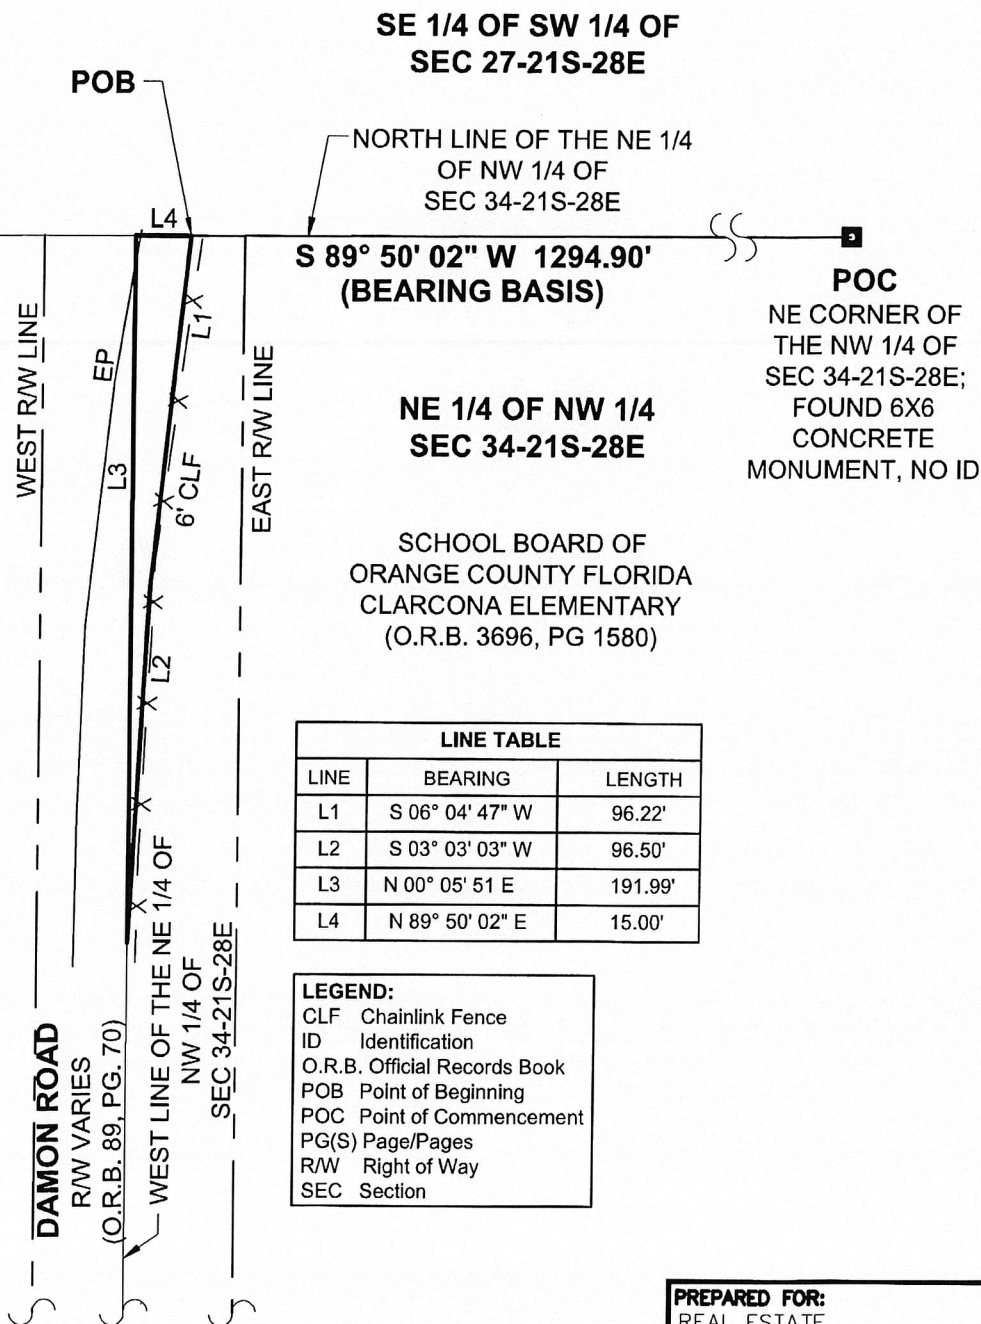 SE 1/4 OF SW 1/4 OF
SEC 27-21S-28E
POB
NORTH LINE OF THE NE 1/4
OF NW 1/4 OF
SEC 34-21S-28E
L4
S 89° 50' 02" W 1294.90'
(BEARING BASIS)
POC
NE CORNER OF
THE NW 1/4 OF
SEC 34-21S-28E;
FOUND 6X6
CONCRETE
MONUMENT, NO ID
WEST R/W LINE
EP
L3
L1
6' CLF
L2
EAST R/W LINE
NE 1/4 OF NW 1/4
SEC 34-21S-28E
SCHOOL BOARD OF
ORANGE COUNTY FLORIDA
CLARCONA ELEMENTARY
(O.R.B. 3696, PG 1580)
LINE TABLE
LINE BEARING LENGTH
L1 S 06° 04' 47" W 96.22'
L2 S 03° 03' 03" W 96.50'
L3 N 00° 05' 51 E 191.99'
L4 N 89° 50' 02" E 15.00'
DAMON ROAD
R/W VARIES
(O.R.B. 89, PG. 70)
WEST LINE OF THE NE 1/4 OF
NW 1/4 OF
SEC 34-21S-28E
LEGEND:
CLF Chainlink Fence
ID Identification
O.R.B. Official Records Book
POB Point of Beginning
POC Point of Commencement
PG(S) Page/Pages
R/W Right of Way
SEC Section
PREPARED FOR:
REAL ESTATE